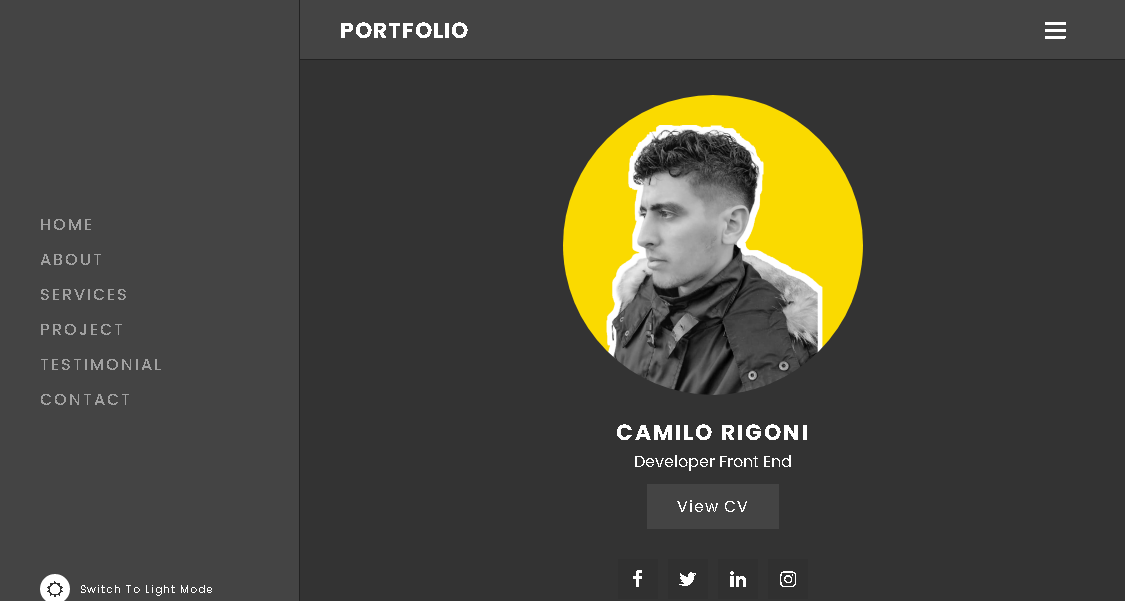 PORTFOLIO
HOME
ABOUT
SERVICES
PROJECT
TESTIMONIAL
CONTACT
Switch To Light Mode
CAMILO RIGONI
Developer Front End
View CV